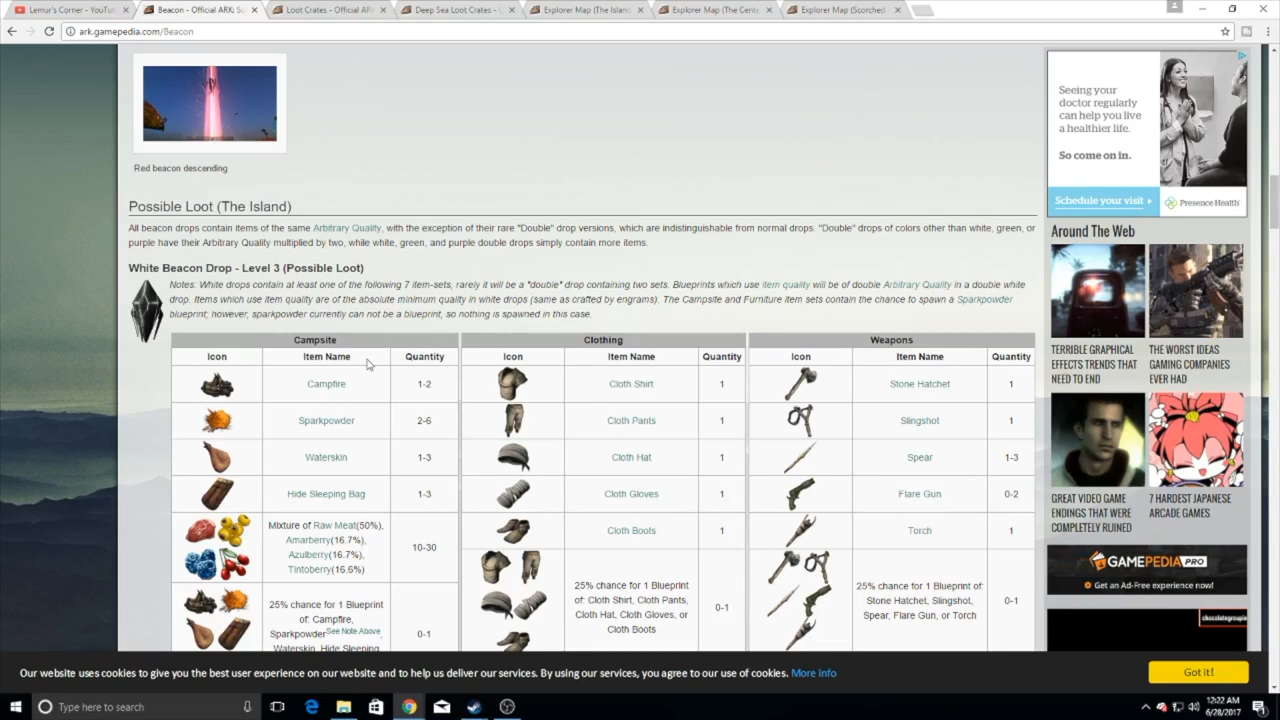 Lemur's Corner - YouTu
Beacon - Official ARK: Su
Loot Crates - Official AR
Deep Sea Loot Crates -
Explorer Map (The Island
Explorer Map (The Cente
Explorer Map (Scorched
ark.gamepedia.com/Beacon
Red beacon descending
Possible Loot (The Island)
All beacon drops contain items of the same Arbitrary Quality, with the exception of their rare "Double" drop versions, which are indistinguishable from normal drops. "Double" drops of colors other than white, green, or
purple have their Arbitrary Quality multiplied by two, while white, green, and purple double drops simply contain more items.
White Beacon Drop - Level 3 (Possible Loot)
Notes: White drops contain at least one of the following 7 item-sets, rarely it will be a "double" drop containing two sets. Blueprints which use item quality will be of double Arbitrary Quality in a double white
drop. Items which use item quality are of the absolute minimum quality in white drops (same as crafted by engrams). The Campsite and Furniture item sets contain the chance to spawn a Sparkpowder
blueprint; however, sparkpowder currently can not be a blueprint, so nothing is spawned in this case.
Campsite
Icon Item Name Quantity
Campfire 1-2
Sparkpowder 2-6
Waterskin 1-3
Hide Sleeping Bag 1-3
Mixture of Raw Meat(50%),
Amarberry(16.7%),
Azulberry(16.7%),
Tintoberry(16.6%)
10-30
25% chance for 1 Blueprint
of: Campfire,
Sparkpowder See Note Above,
Waterskin, Hide Sleeping
0-1
Clothing
Icon Item Name Quantity
Cloth Shirt 1
Cloth Pants 1
Cloth Hat 1
Cloth Gloves 1
Cloth Boots 1
25% chance for 1 Blueprint
of: Cloth Shirt, Cloth Pants,
Cloth Hat, Cloth Gloves, or
Cloth Boots
0-1
Weapons
Icon Item Name Quantity
Stone Hatchet 1
Slingshot 1
Spear 1-3
Flare Gun 0-2
Torch 1
25% chance for 1 Blueprint of:
Stone Hatchet, Slingshot,
Spear, Flare Gun, or Torch
0-1
Seeing your
doctor regularly
can help you live
a healthier life.
So come on in.
Schedule your visit
Presence Health
Around The Web
TERRIBLE GRAPHICAL
EFFECTS TRENDS THAT
NEED TO END
THE WORST IDEAS
GAMING COMPANIES
EVER HAD
GREAT VIDEO GAME
ENDINGS THAT WERE
COMPLETELY RUINED
7 HARDEST JAPANESE
ARCADE GAMES
GAMEPEDIA PRO
Get an Ad-Free experience now!
chocolategroupie
Our website uses cookies to give you the best user experience on our website and to help us deliver our services. By using our services, you agree to our use of cookies. More info
Got it!
Type here to search
12:22 AM
6/28/2017